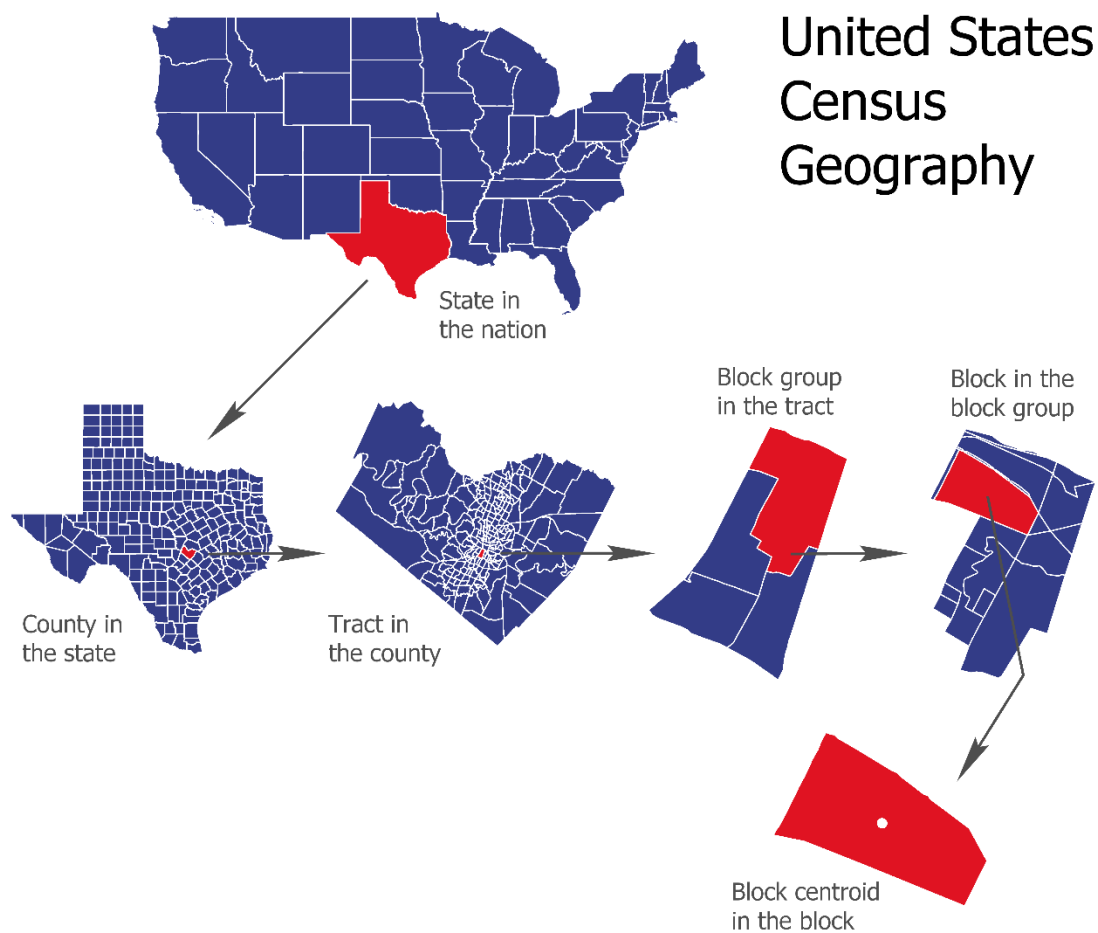 United States
Census
Geography
State in
the nation
County in
the state
Tract in
the county
Block group
in the tract
Block in the
block group
Block centroid
in the block